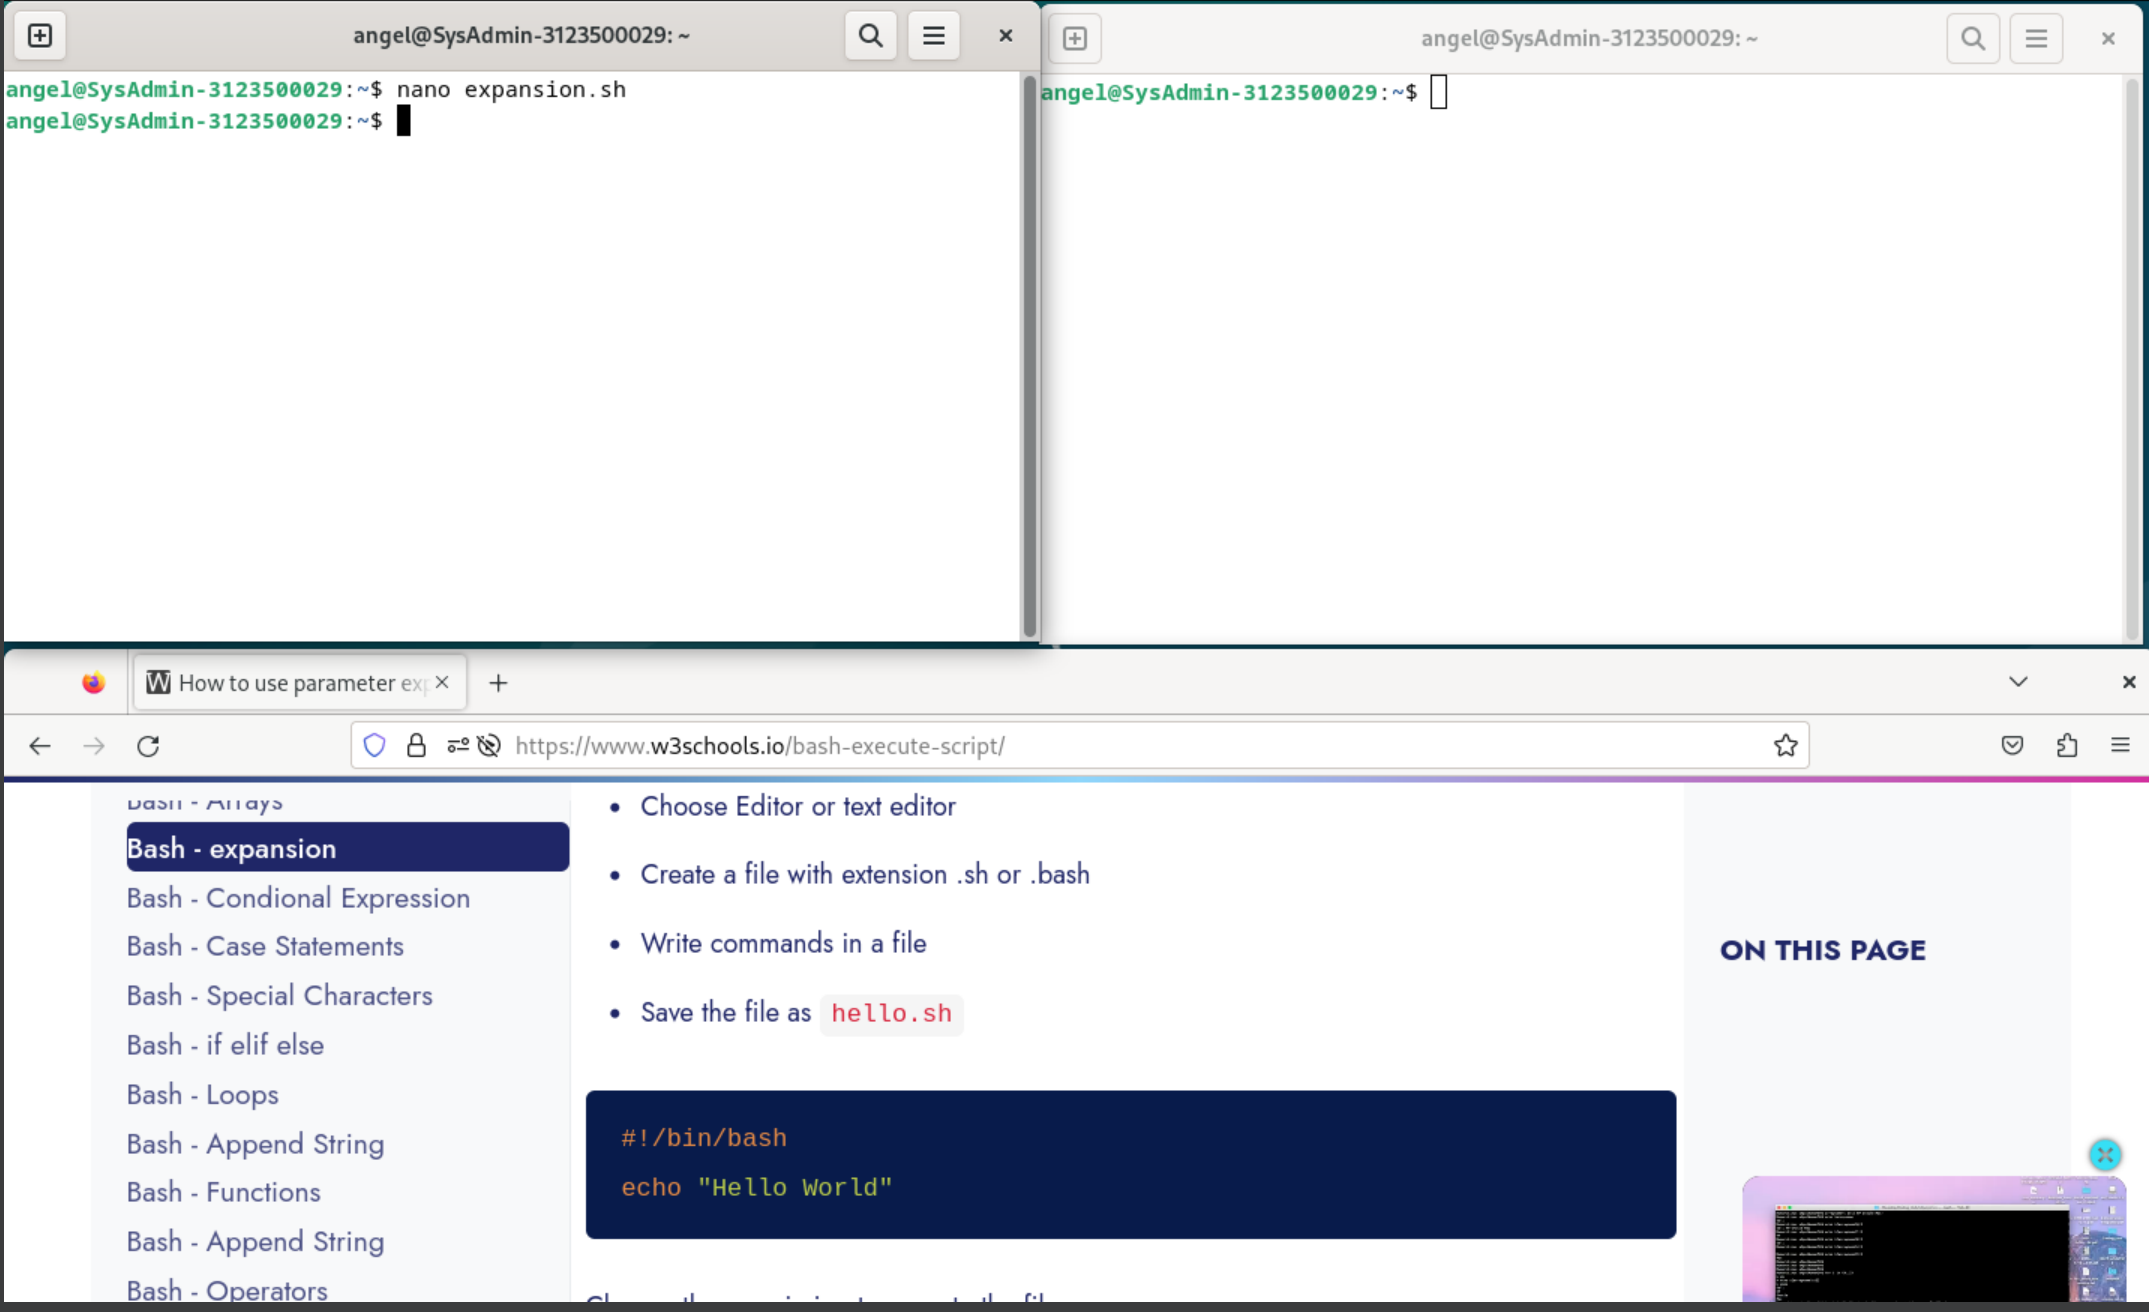 angel@SysAdmin-3123500029: ~
angel@SysAdmin-3123500029:~$ nano expansion.sh
angel@SysAdmin-3123500029:~$
angel@SysAdmin-3123500029: ~
angel@SysAdmin-3123500029:~$
How to use parameter exp
https://www.w3schools.io/bash-execute-script/
Bash - Arrays
Bash - expansion
Bash - Condional Expression
Bash - Case Statements
Bash - Special Characters
Bash - if elif else
Bash - Loops
Bash - Append String
Bash - Functions
Bash - Append String
Bash - Operators
• Choose Editor or text editor
• Create a file with extension .sh or .bash
• Write commands in a file
• Save the file as hello.sh
#!/bin/bash
echo "Hello World"
ON THIS PAGE